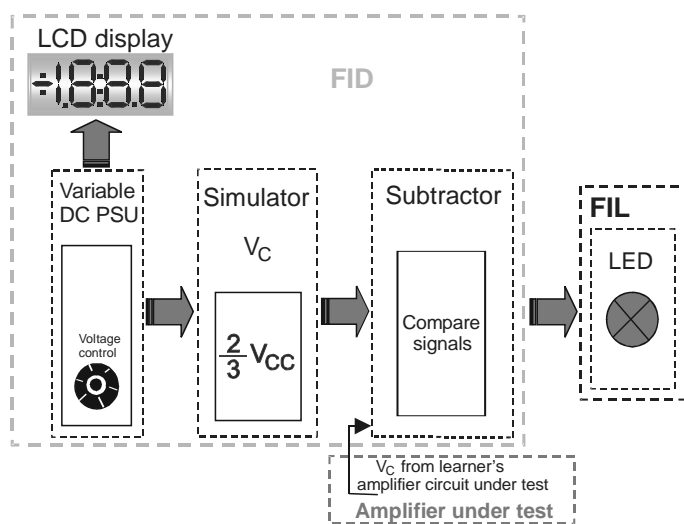 LCD display
-1.8:8.8
FID
Variable
DC PSU
Voltage
control
Simulator
V_C
2/3 V_CC
Subtractor
Compare
signals
FIL
LED
V_C from learner's
amplifier circuit under test
Amplifier under test